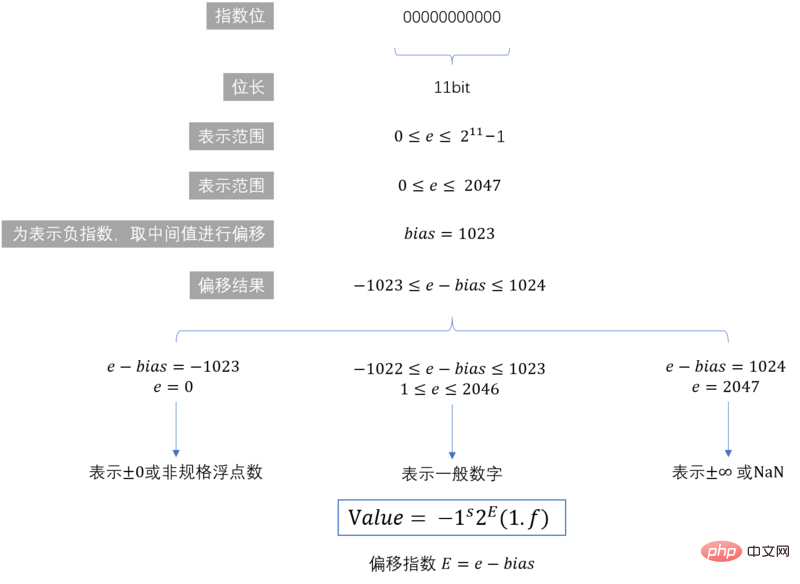 指数位 00000000000
位长 11bit
表示范围 0 ≤ e ≤ 2¹¹−1
表示范围 0 ≤ e ≤ 2047
为表示负指数，取中间值进行偏移 bias = 1023
偏移结果 −1023 ≤ e − bias ≤ 1024
e − bias = −1023
e = 0
−1022 ≤ e − bias ≤ 1023
1 ≤ e ≤ 2046
e − bias = 1024
e = 2047
表示±0或非规格浮点数
表示一般数字
表示±∞ 或NaN
Value = −1ˢ2ᴱ(1.f)
偏移指数 E = e − bias
php 中文网